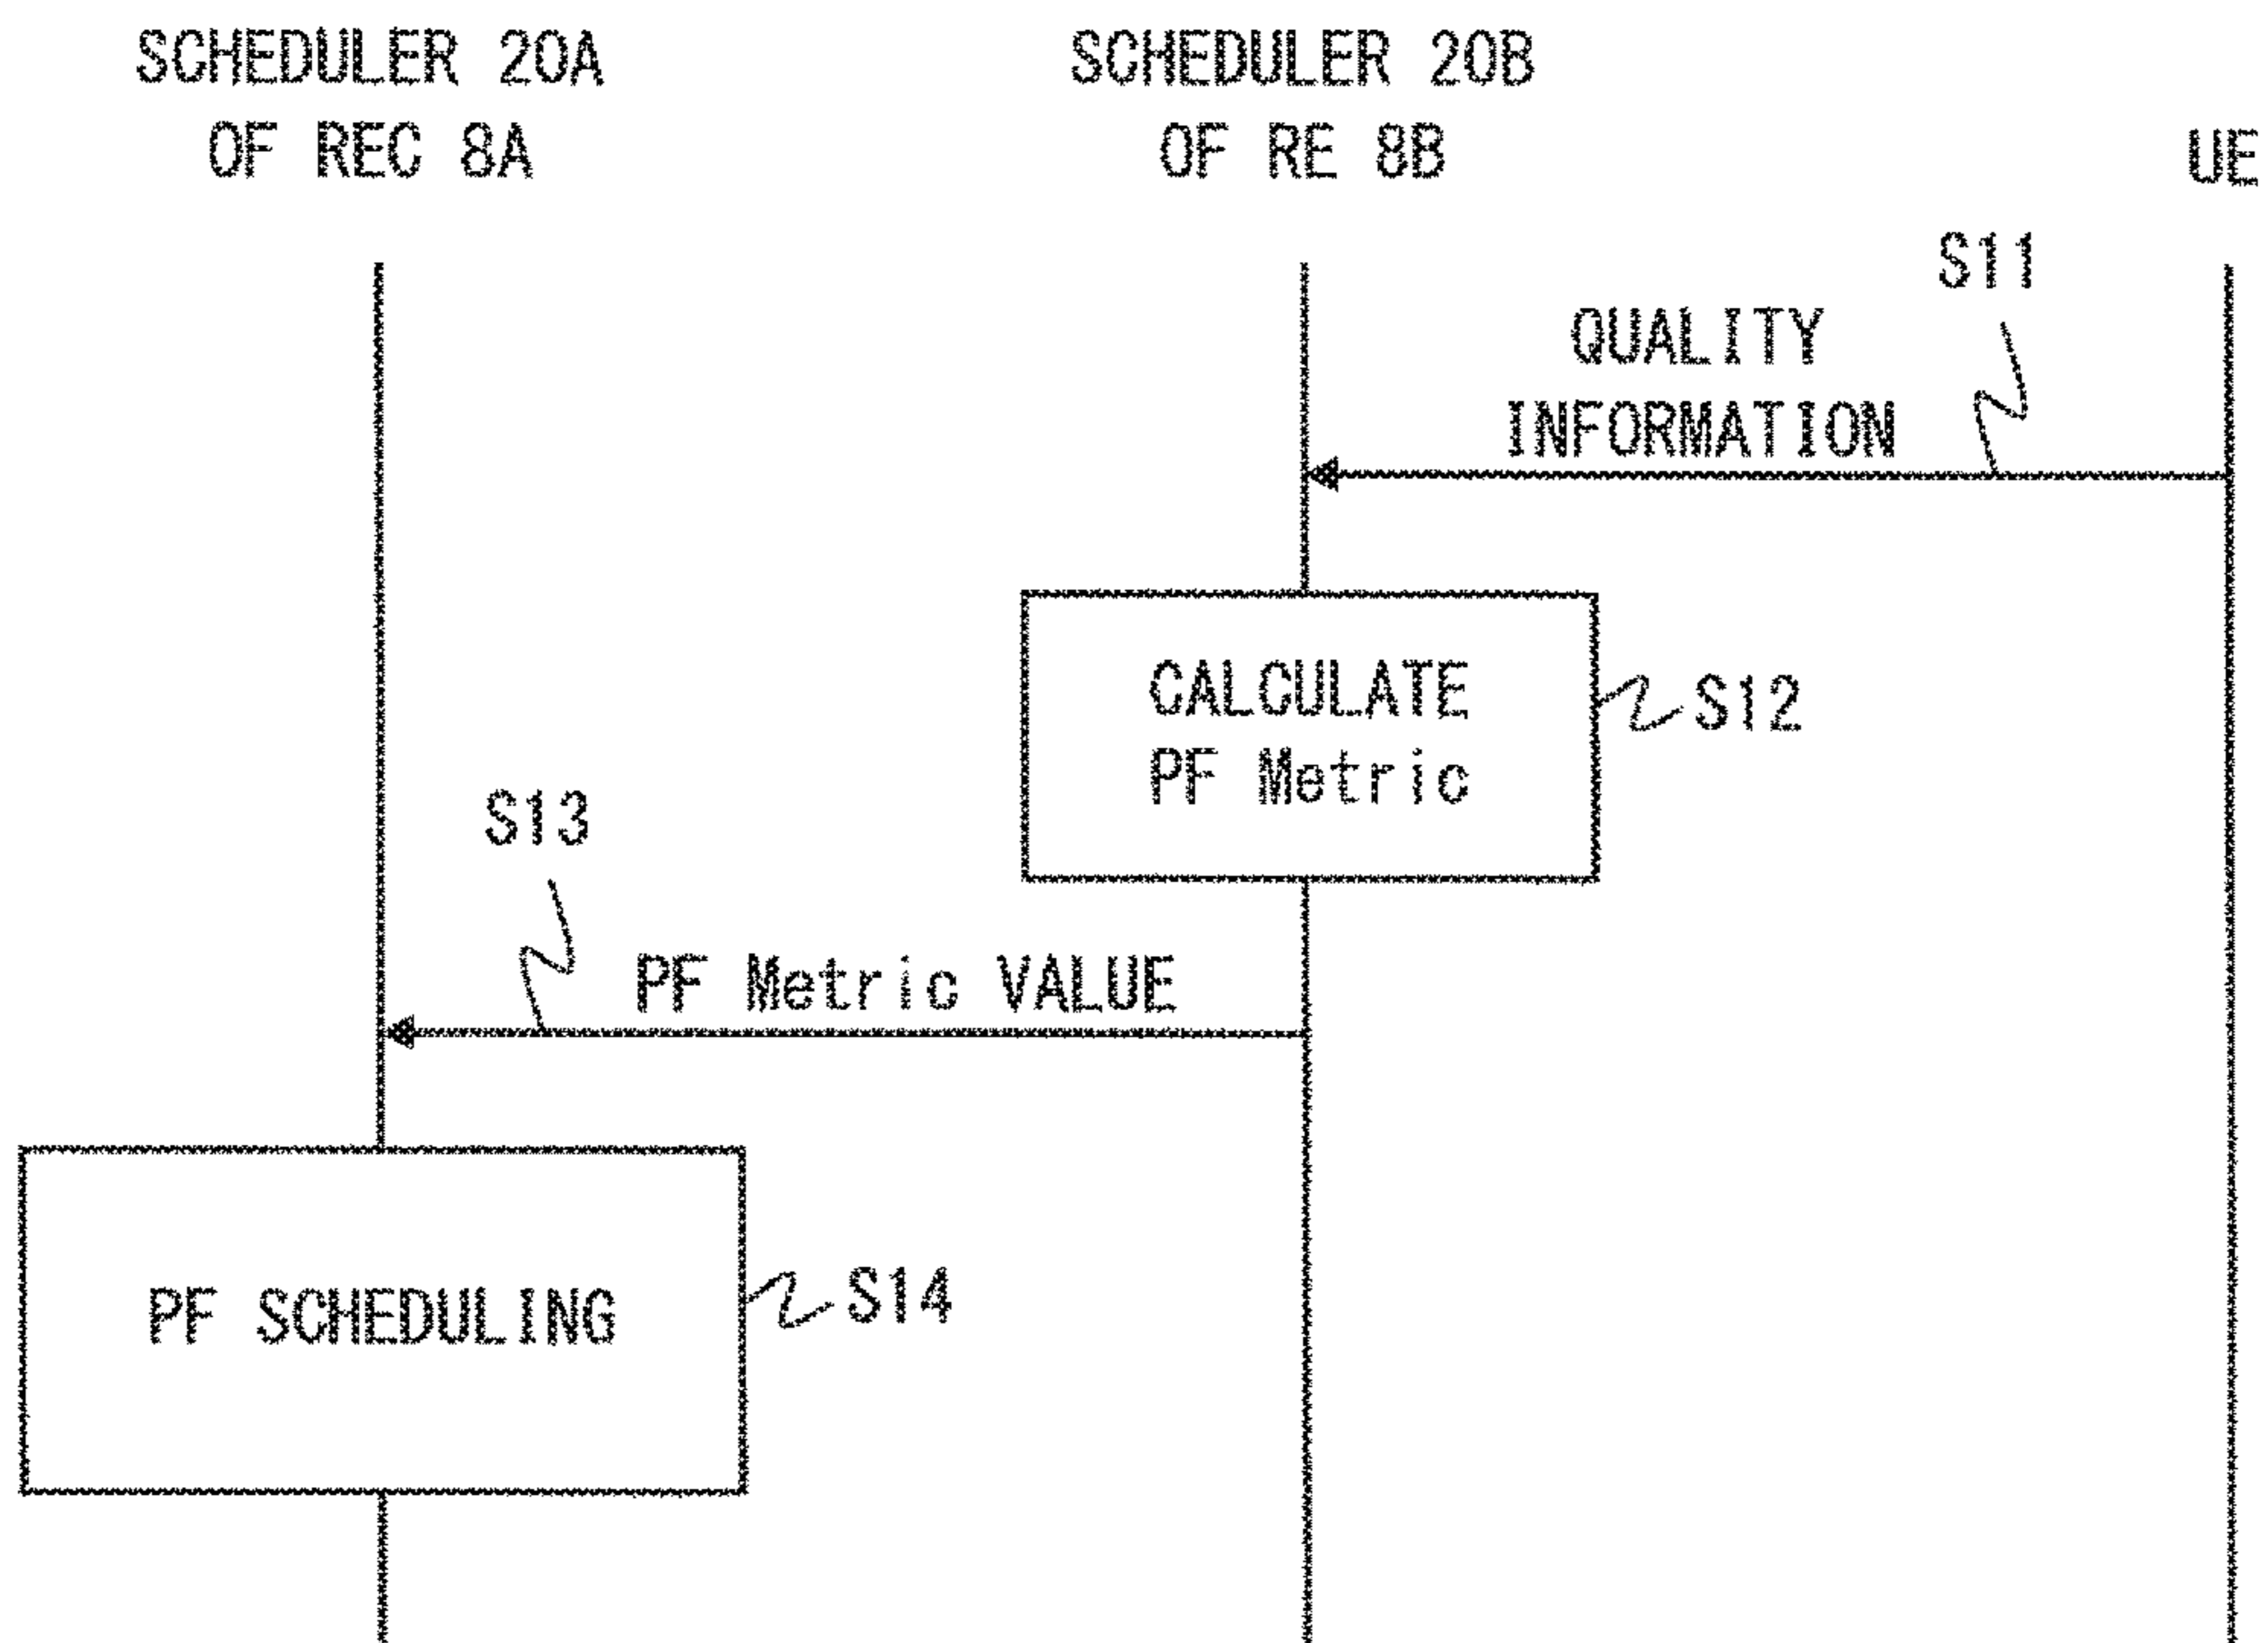 SCHEDULER 20A
OF REC 8A
SCHEDULER 20B
OF RE 8B
UE
S11
QUALITY
INFORMATION
CALCULATE
PF Metric
S12
S13
PF Metric VALUE
PF SCHEDULING
S14